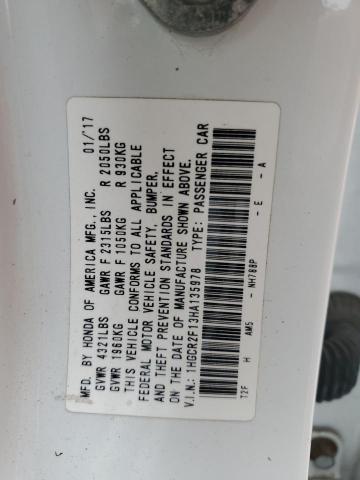 MFD. BY HONDA OF AMERICA MFG., INC. 01/17
GVWR 4321LBS GAWR F 2315LBS R 2050LBS
GVWR 1960KG GAWR F 1050KG R 930KG
THIS VEHICLE CONFORMS TO ALL APPLICABLE
FEDERAL MOTOR VEHICLE SAFETY, BUMPER,
AND THEFT PREVENTION STANDARDS IN EFFECT
ON THE DATE OF MANUFACTURE SHOWN ABOVE.
V.I.N.: 1HGCR2F13HA135978 TYPE: PASSENGER CAR
T2F H AM5 - NH788P - E - A